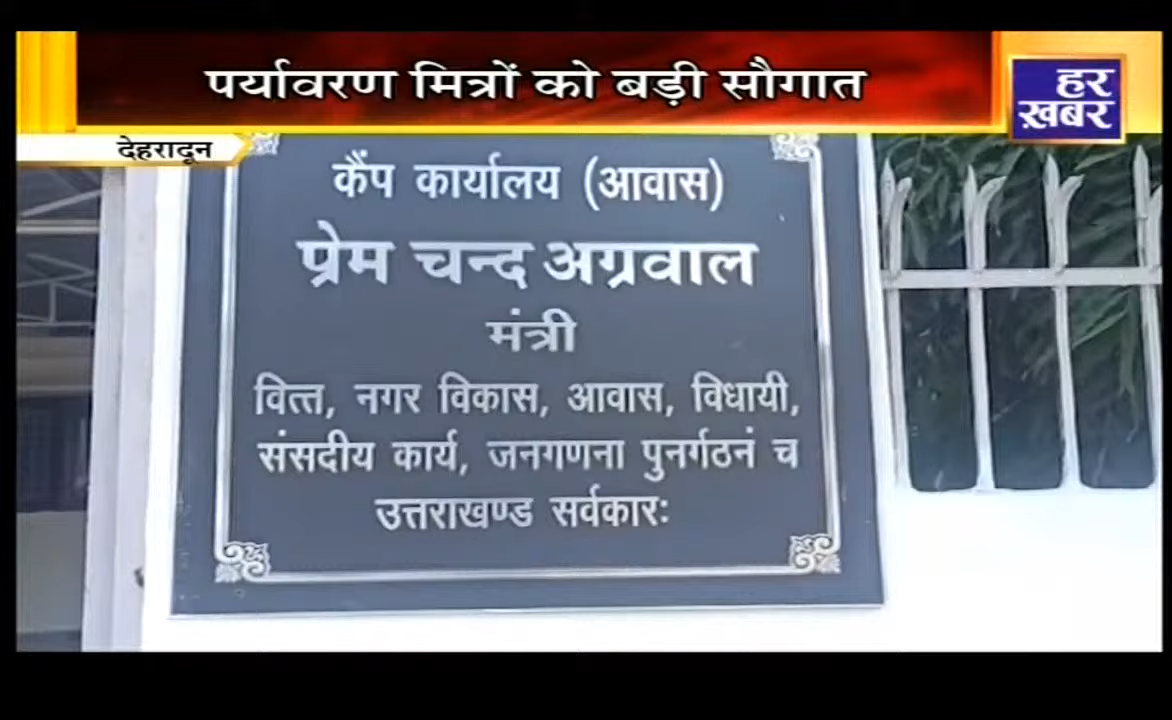 पर्यावरण मित्रों को बड़ी सौगात
हर
ख़बर
देहरादून
कैंप कार्यालय (आवास)
प्रेम चन्द अग्रवाल
मंत्री
वित्त, नगर विकास, आवास, विधायी,
संसदीय कार्य, जनगणना पुनर्गठनं च
उत्तराखण्ड सर्वकारः